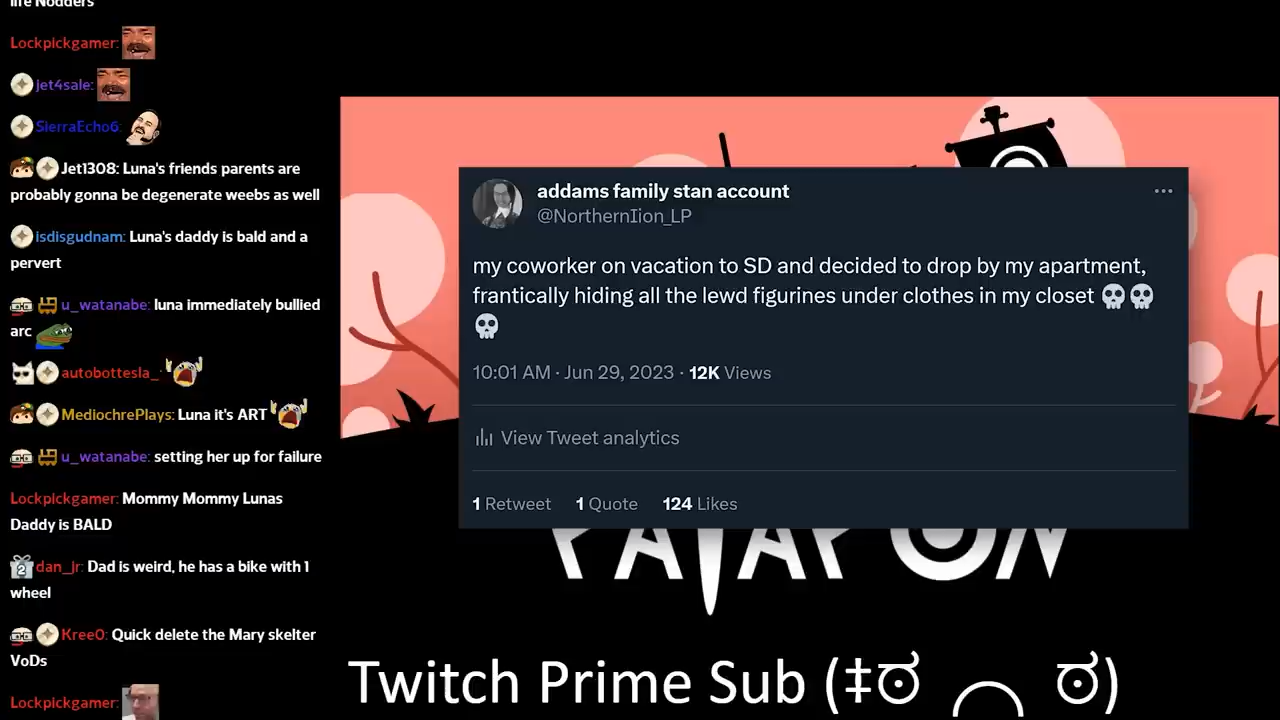 life Nodders
Lockpickgamer:
jet4sale:
SierraEcho6:
Jet1308: Luna's friends parents are
probably gonna be degenerate weebs as well
isdisgudnam: Luna's daddy is bald and a
pervert
u_watanabe: luna immediately bullied
arc
autobottesla_:
MediochrePlays: Luna it's ART
u_watanabe: setting her up for failure
Lockpickgamer: Mommy Mommy Lunas
Daddy is BALD
dan_jr: Dad is weird, he has a bike with 1
wheel
Kree0: Quick delete the Mary skelter
VoDs
Lockpickgamer:
addams family stan account
@NorthernIion_LP
my coworker on vacation to SD and decided to drop by my apartment,
frantically hiding all the lewd figurines under clothes in my closet 💀💀
💀
10:01 AM · Jun 29, 2023 · 12K Views
View Tweet analytics
1 Retweet 1 Quote 124 Likes
PATAPON
Twitch Prime Sub (‡ಠ ╭╮ ಠ)